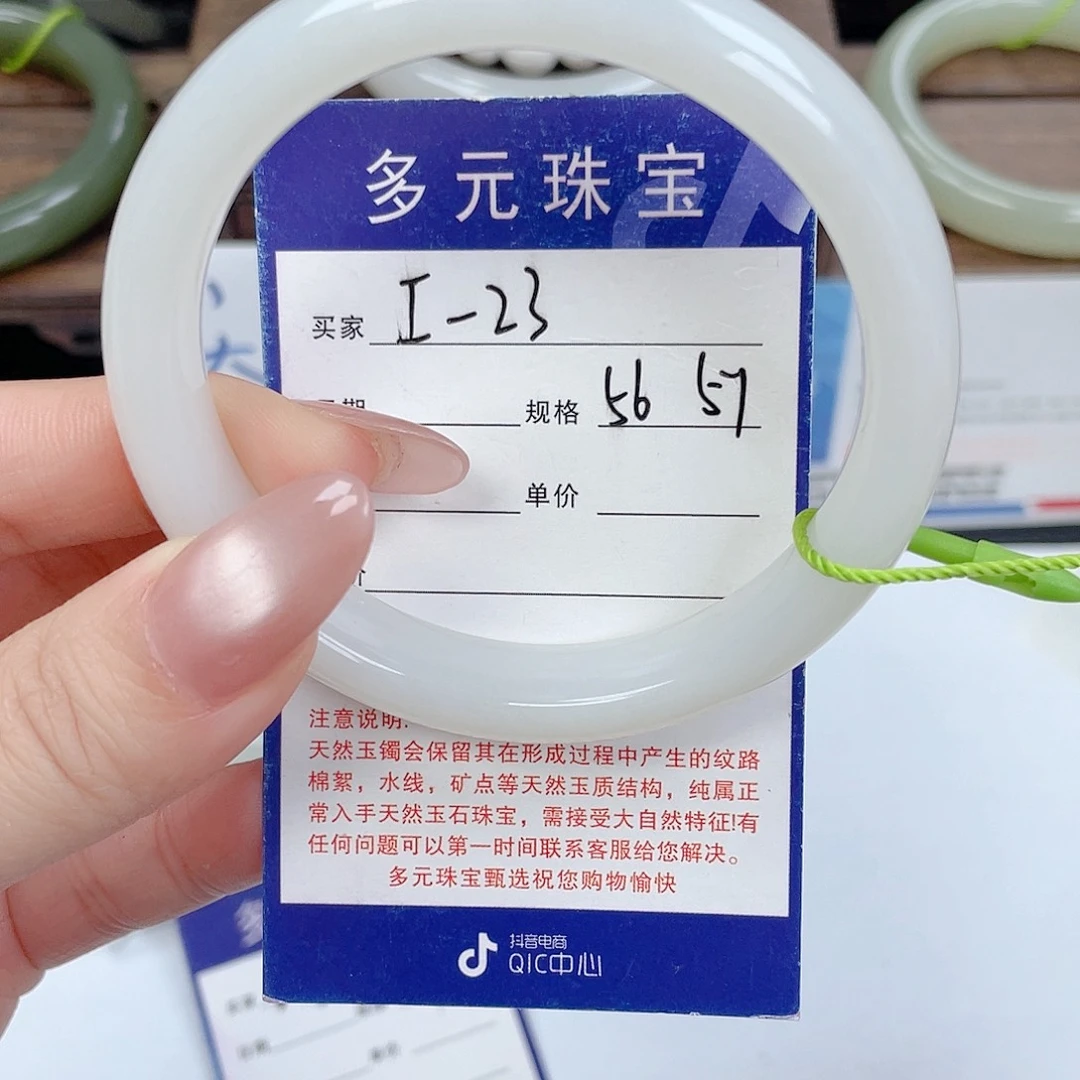 多元珠宝
买家 I-23
规格 56 57
单价
注意说明:
天然玉镯会保留其在形成过程中产生的纹路
棉絮，水线，矿点等天然玉质结构，纯属正
常入手天然玉石珠宝，需接受大自然特征!有
任何问题可以第一时间联系客服给您解决。
多元珠宝甄选祝您购物愉快
抖音电商
QIC中心